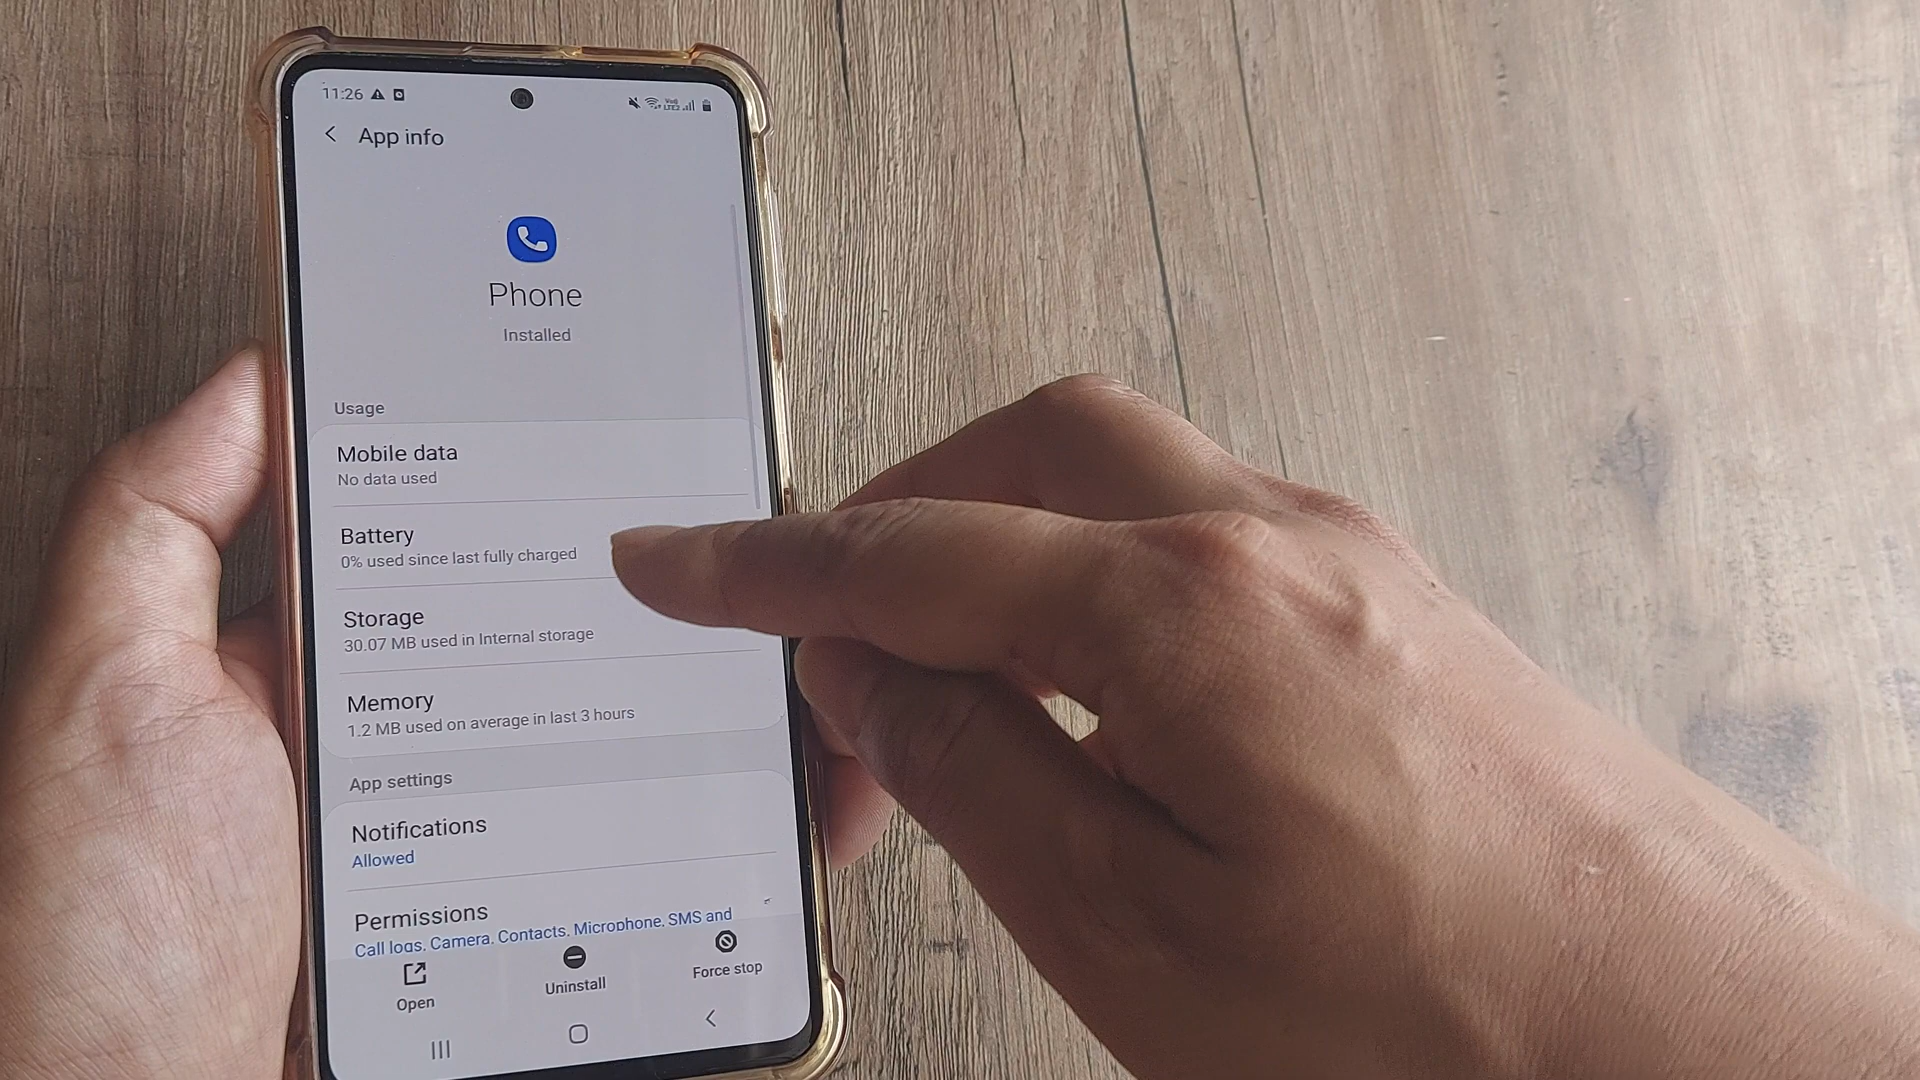 11:26
App info
Phone
Installed
Usage
Mobile data
No data used
Battery
0% used since last fully charged
Storage
30.07 MB used in Internal storage
Memory
1.2 MB used on average in last 3 hours
App settings
Notifications
Allowed
Permissions
Call logs, Camera, Contacts, Microphone, SMS and
Open
Uninstall
Force stop